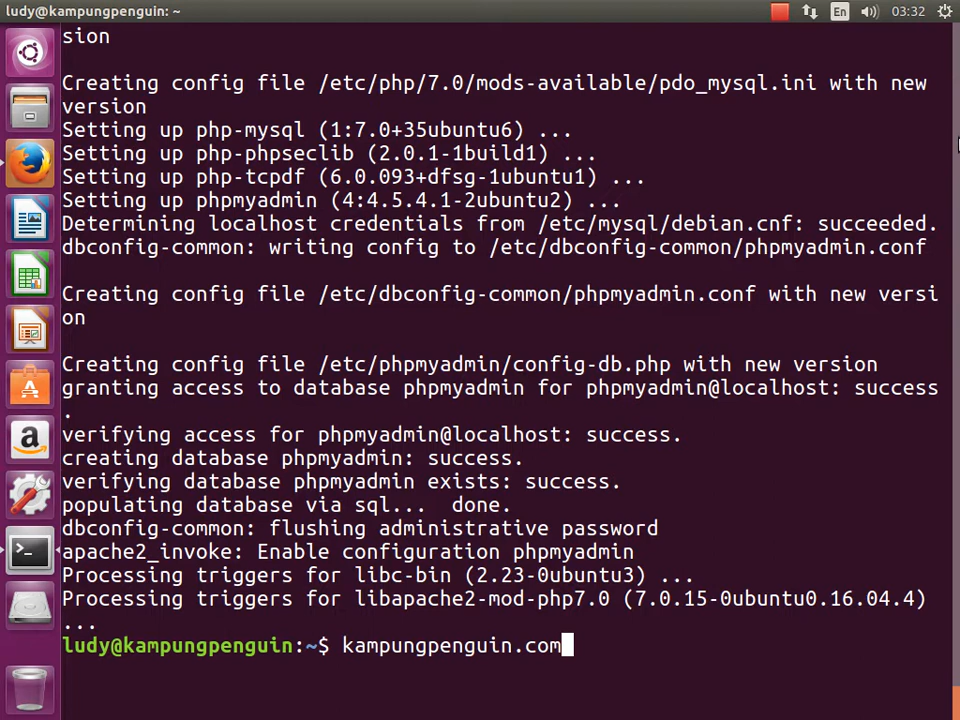 ludy@kampungpenguin: ~
En
03:32
sion
Creating config file /etc/php/7.0/mods-available/pdo_mysql.ini with new
version
Setting up php-mysql (1:7.0+35ubuntu6) ...
Setting up php-phpseclib (2.0.1-1build1) ...
Setting up php-tcpdf (6.0.093+dfsg-1ubuntu1) ...
Setting up phpmyadmin (4:4.5.4.1-2ubuntu2) ...
Determining localhost credentials from /etc/mysql/debian.cnf: succeeded.
dbconfig-common: writing config to /etc/dbconfig-common/phpmyadmin.conf
Creating config file /etc/dbconfig-common/phpmyadmin.conf with new versi
on
Creating config file /etc/phpmyadmin/config-db.php with new version
granting access to database phpmyadmin for phpmyadmin@localhost: success
.
verifying access for phpmyadmin@localhost: success.
creating database phpmyadmin: success.
verifying database phpmyadmin exists: success.
populating database via sql...  done.
dbconfig-common: flushing administrative password
apache2_invoke: Enable configuration phpmyadmin
Processing triggers for libc-bin (2.23-0ubuntu3) ...
Processing triggers for libapache2-mod-php7.0 (7.0.15-0ubuntu0.16.04.4)
...
ludy@kampungpenguin:~$ kampungpenguin.com